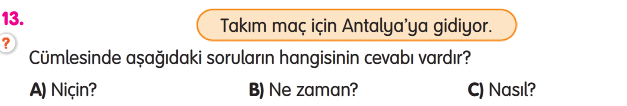 13.
Takım maç için Antalya'ya gidiyor.
?
Cümlesinde aşağıdaki soruların hangisinin cevabı vardır?
A) Niçin? B) Ne zaman? C) Nasıl?